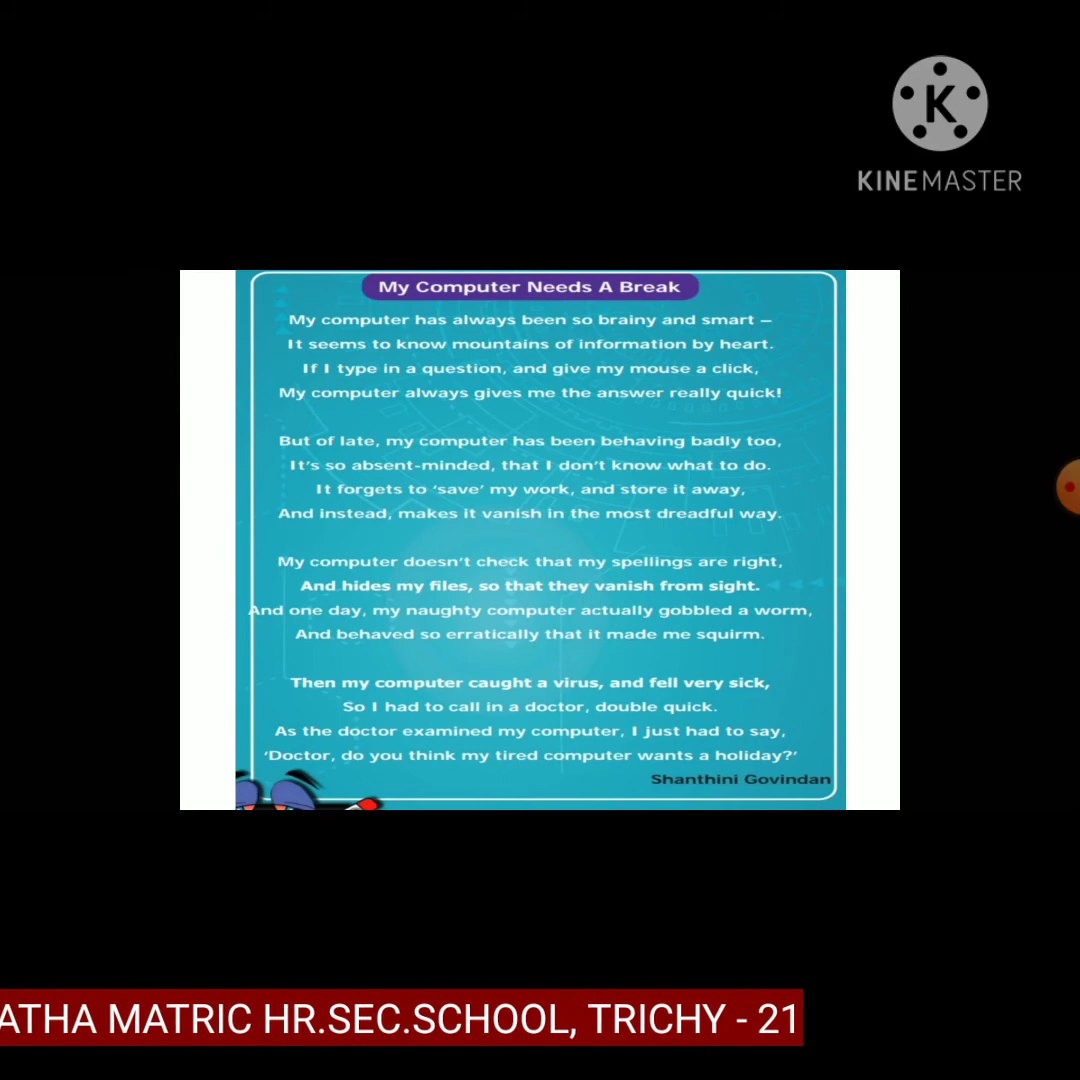 K
KINEMASTER
My Computer Needs A Break
My computer has always been so brainy and smart –
It seems to know mountains of information by heart.
If I type in a question, and give my mouse a click,
My computer always gives me the answer really quick!
But of late, my computer has been behaving badly too,
It's so absent-minded, that I don't know what to do.
It forgets to 'save' my work, and store it away,
And instead, makes it vanish in the most dreadful way.
My computer doesn't check that my spellings are right,
And hides my files, so that they vanish from sight.
And one day, my naughty computer actually gobbled a worm,
And behaved so erratically that it made me squirm.
Then my computer caught a virus, and fell very sick,
So I had to call in a doctor, double quick.
As the doctor examined my computer, I just had to say,
'Doctor, do you think my tired computer wants a holiday?'
Shanthini Govindan
ATHA MATRIC HR.SEC.SCHOOL, TRICHY - 21